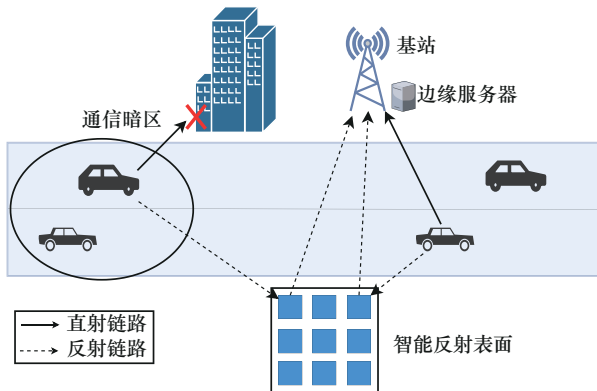 基站
边缘服务器
通信暗区
直射链路
反射链路
智能反射表面